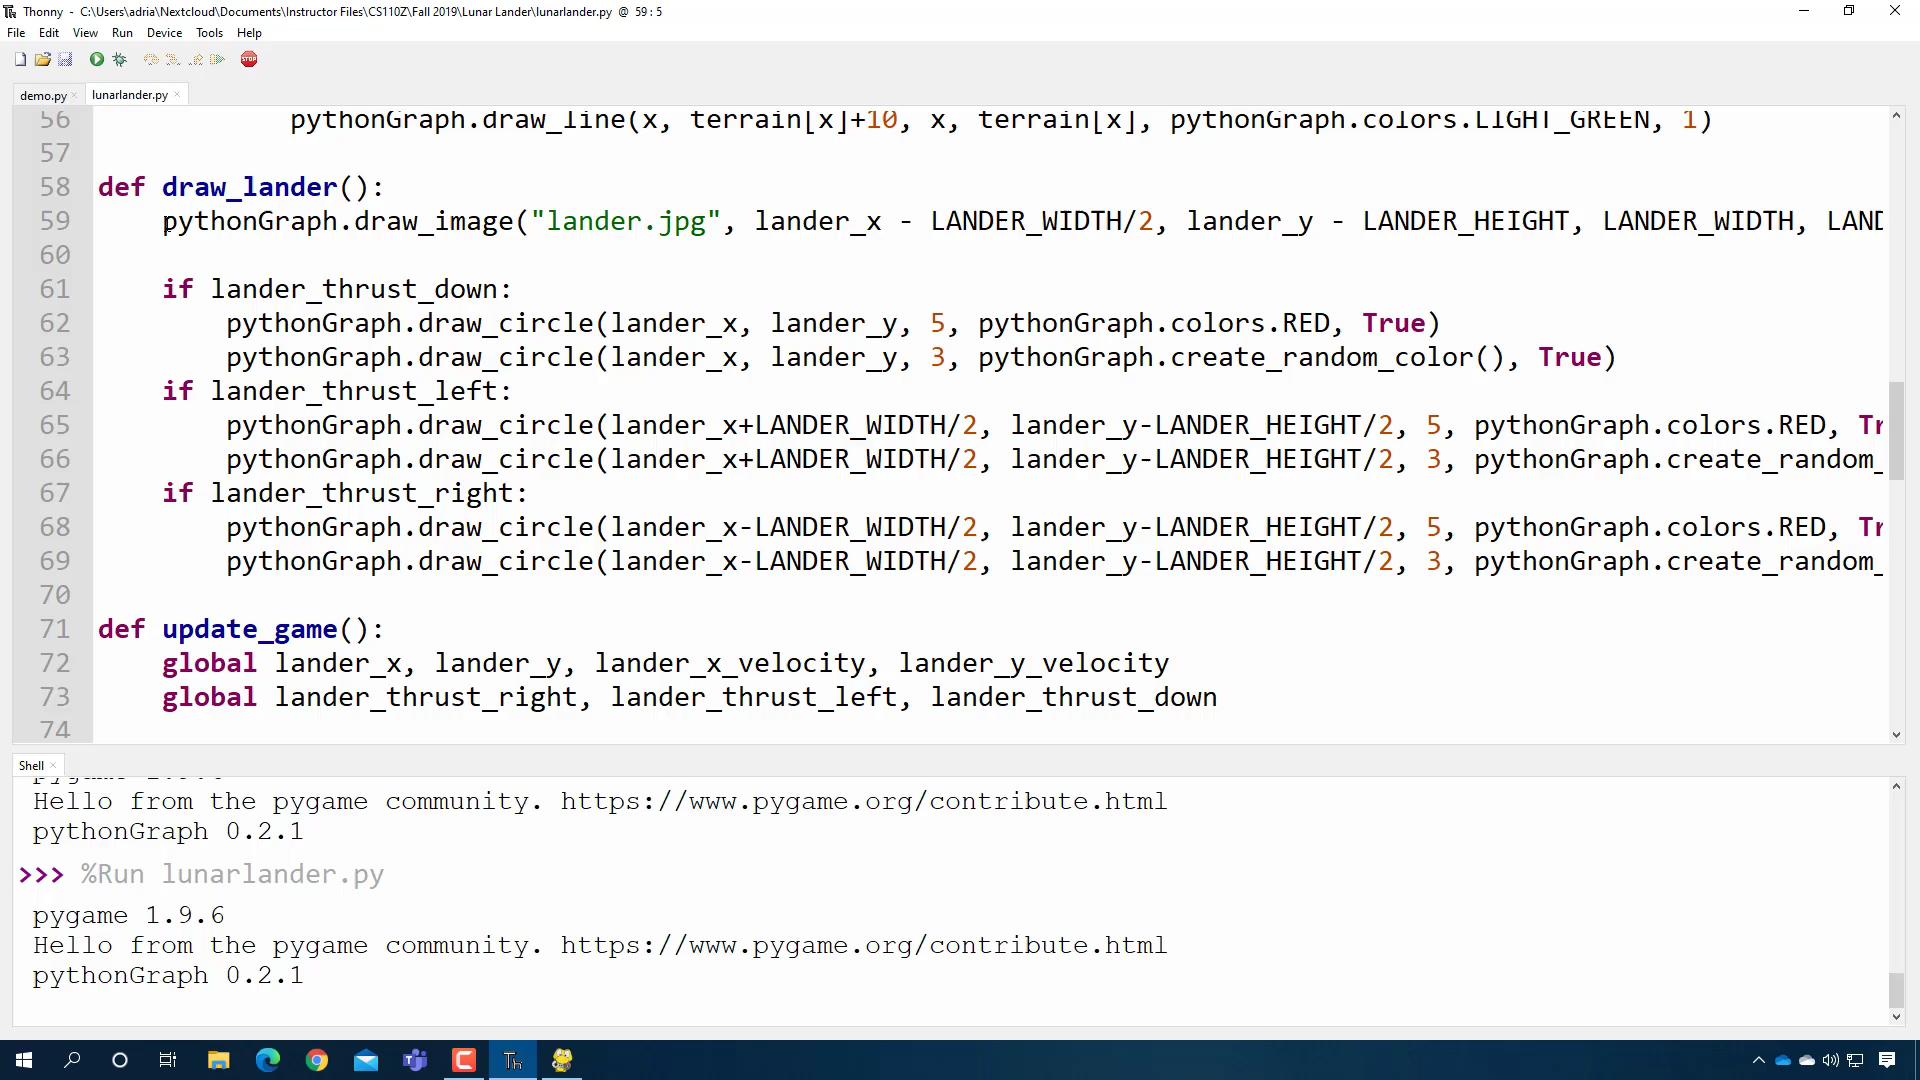 Thonny - C:\Users\adria\Nextcloud\Documents\Instructor Files\CS110Z\Fall 2019\Lunar Lander\lunarlander.py @ 59 : 5
File Edit View Run Device Tools Help
STOP
demo.py × lunarlander.py ×
56 pythonGraph.draw_line(x, terrain[x]+10, x, terrain[x], pythonGraph.colors.LIGHT_GREEN, 1)
57
58 def draw_lander():
59 pythonGraph.draw_image("lander.jpg", lander_x - LANDER_WIDTH/2, lander_y - LANDER_HEIGHT, LANDER_WIDTH, LAND
60
61 if lander_thrust_down:
62 pythonGraph.draw_circle(lander_x, lander_y, 5, pythonGraph.colors.RED, True)
63 pythonGraph.draw_circle(lander_x, lander_y, 3, pythonGraph.create_random_color(), True)
64 if lander_thrust_left:
65 pythonGraph.draw_circle(lander_x+LANDER_WIDTH/2, lander_y-LANDER_HEIGHT/2, 5, pythonGraph.colors.RED, Tr
66 pythonGraph.draw_circle(lander_x+LANDER_WIDTH/2, lander_y-LANDER_HEIGHT/2, 3, pythonGraph.create_random_
67 if lander_thrust_right:
68 pythonGraph.draw_circle(lander_x-LANDER_WIDTH/2, lander_y-LANDER_HEIGHT/2, 5, pythonGraph.colors.RED, Tr
69 pythonGraph.draw_circle(lander_x-LANDER_WIDTH/2, lander_y-LANDER_HEIGHT/2, 3, pythonGraph.create_random_
70
71 def update_game():
72 global lander_x, lander_y, lander_x_velocity, lander_y_velocity
73 global lander_thrust_right, lander_thrust_left, lander_thrust_down
74
Shell ×
Hello from the pygame community. https://www.pygame.org/contribute.html
pythonGraph 0.2.1
>>> %Run lunarlander.py
pygame 1.9.6
Hello from the pygame community. https://www.pygame.org/contribute.html
pythonGraph 0.2.1